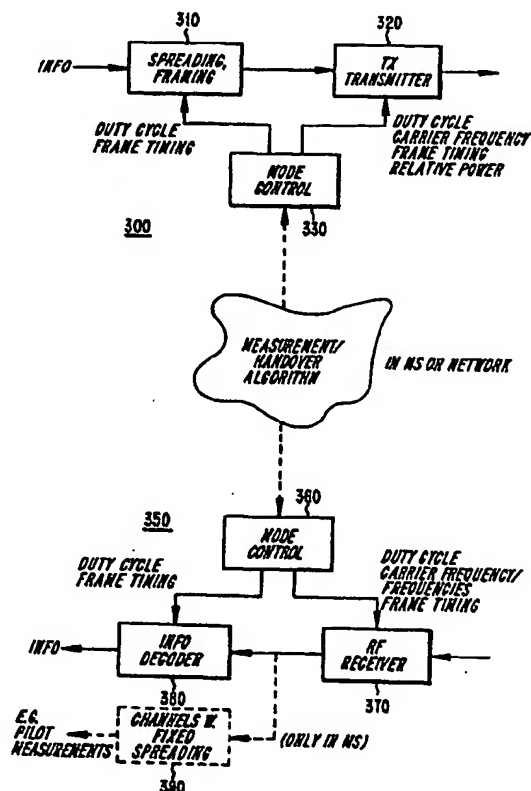 310
320
INFO
SPREADING,
FRAMING
TX
TRANSMITTER
DUTY CYCLE
FRAME TIMING
DUTY CYCLE
CARRIER FREQUENCY
FRAME TIMING
RELATIVE POWER
MODE
CONTROL
330
300
MEASUREMENT/
HANDOVER
ALGORITHM
IN MS OR NETWORK
360
350
MODE
CONTROL
DUTY CYCLE
FRAME TIMING
DUTY CYCLE
CARRIER FREQUENCY/
FREQUENCIES
FRAME TIMING
INFO
INFO
DECODER
RF
RECEIVER
380
370
E.G.
PILOT
MEASUREMENTS
CHANNELS W.
FIXED
SPREADING
(ONLY IN MS)
390